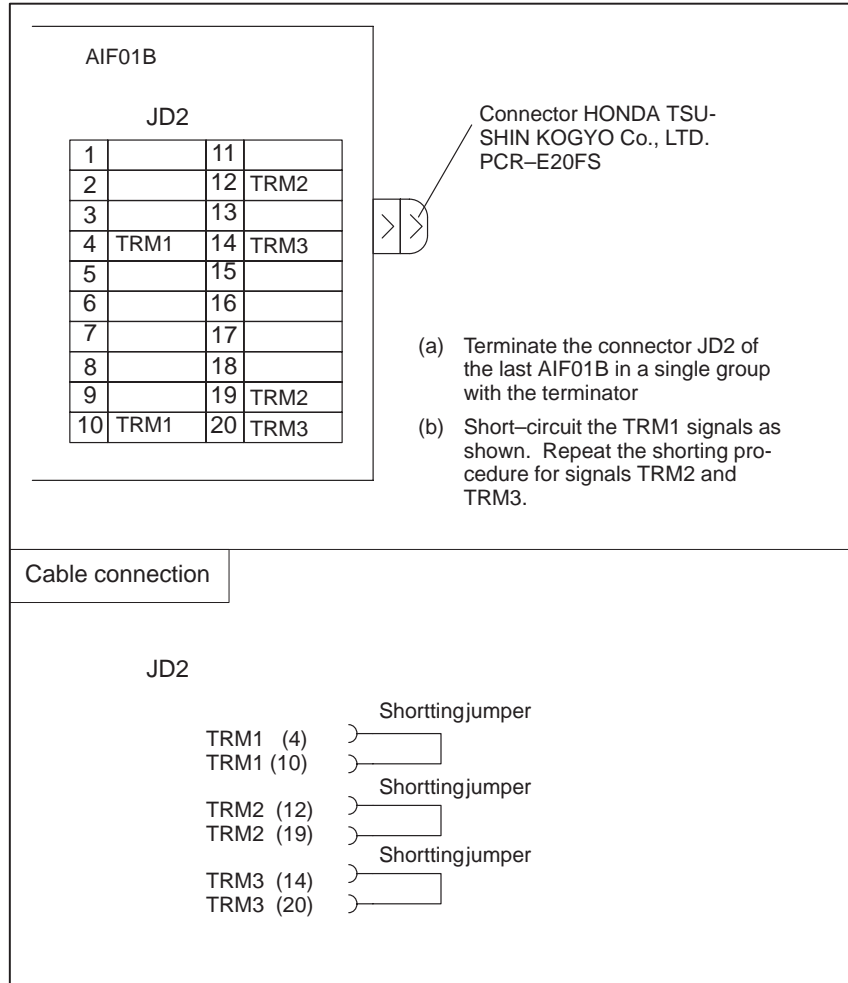 AIF01B
JD2
1 11
2 12 TRM2
3 13
4 TRM1 14 TRM3
5 15
6 16
7 17
8 18
9 19 TRM2
10 TRM1 20 TRM3
Connector HONDA TSU-
SHIN KOGYO Co., LTD.
PCR–E20FS
(a) Terminate the connector JD2 of
the last AIF01B in a single group
with the terminator
(b) Short–circuit the TRM1 signals as
shown. Repeat the shorting pro-
cedure for signals TRM2 and
TRM3.
Cable connection
JD2
Shorttingjumper
TRM1 (4)
TRM1 (10)
Shorttingjumper
TRM2 (12)
TRM2 (19)
Shorttingjumper
TRM3 (14)
TRM3 (20)